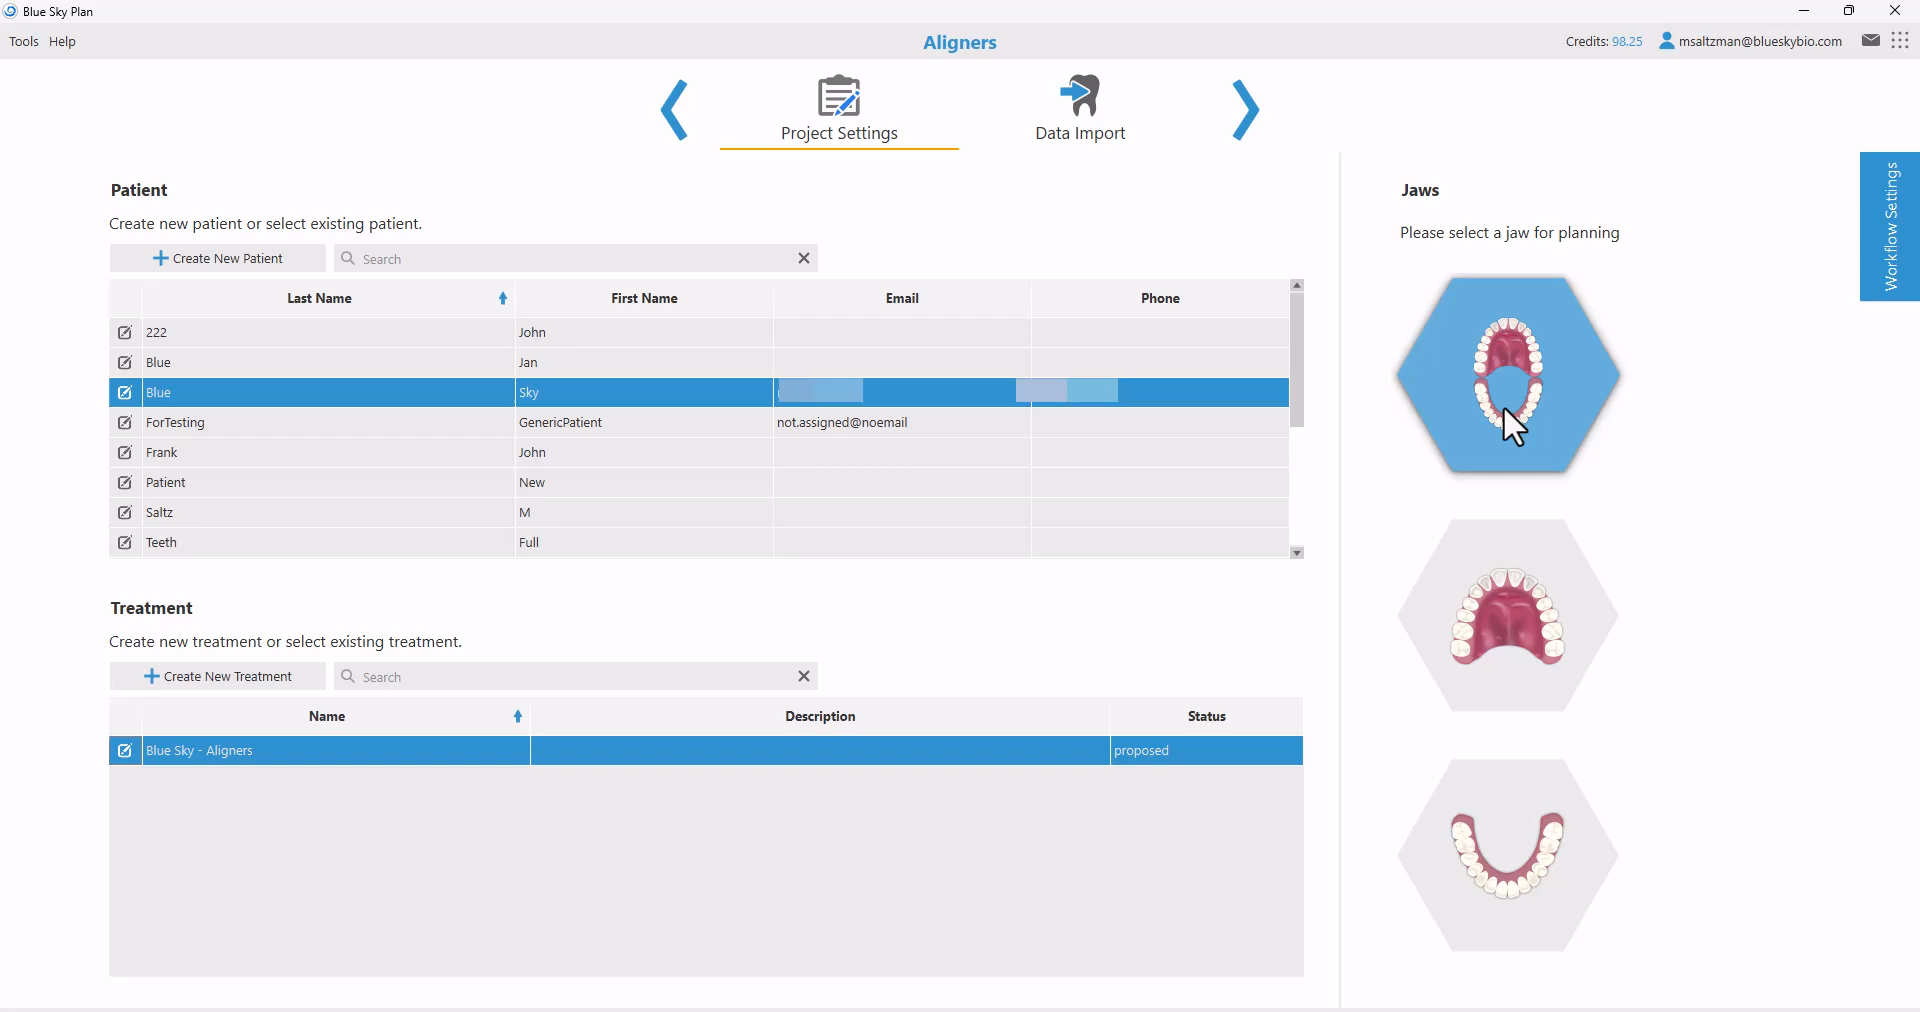 Blue Sky Plan
Tools Help
Aligners
Credits: 98.25 msaltzman@blueskybio.com
Project Settings
Data Import
Workflow Settings
Patient
Create new patient or select existing patient.
Create New Patient
Search
Last Name First Name Email Phone
222 John
Blue Jan
Blue Sky
ForTesting GenericPatient not.assigned@noemail
Frank John
Patient New
Saltz M
Teeth Full
Treatment
Create new treatment or select existing treatment.
Create New Treatment
Search
Name Description Status
Blue Sky - Aligners proposed
Jaws
Please select a jaw for planning